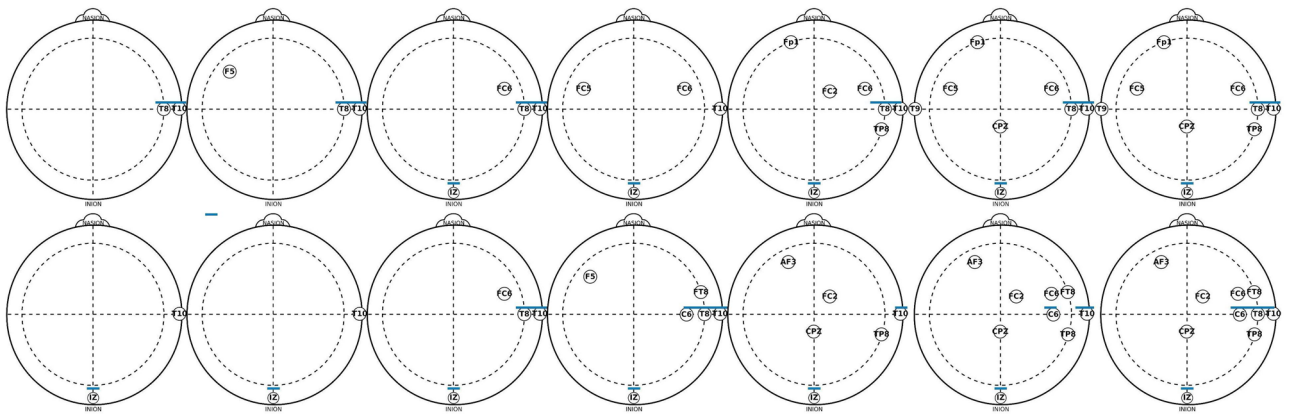 NASION NASION NASION NASION NASION NASION NASION
Fp1 Fp1 Fp1
F5
FC6 FC5 FC6 FC2 FC6 FC5 FC6 FC5 FC6
T8 T10 T8 T10 T8 T10 T10 T8 T10 T9 T8 T10 T9 T8 T10
TP8 CPZ CPZ TP8
IZ IZ IZ IZ IZ
INION INION INION INION INION INION INION
NASION NASION NASION NASION NASION NASION NASION
AF3 AF3 AF3
F5
FC6 FT8 FC2 FC2 FC6 FT8 FC2 FC6 FT8
T10 T10 T8 T10 C6 T8 T10 T10 C6 T10 C6 T8 T10
CPZ TP8 CPZ TP8 CPZ TP8
IZ IZ IZ IZ IZ IZ IZ
INION INION INION INION INION INION INION